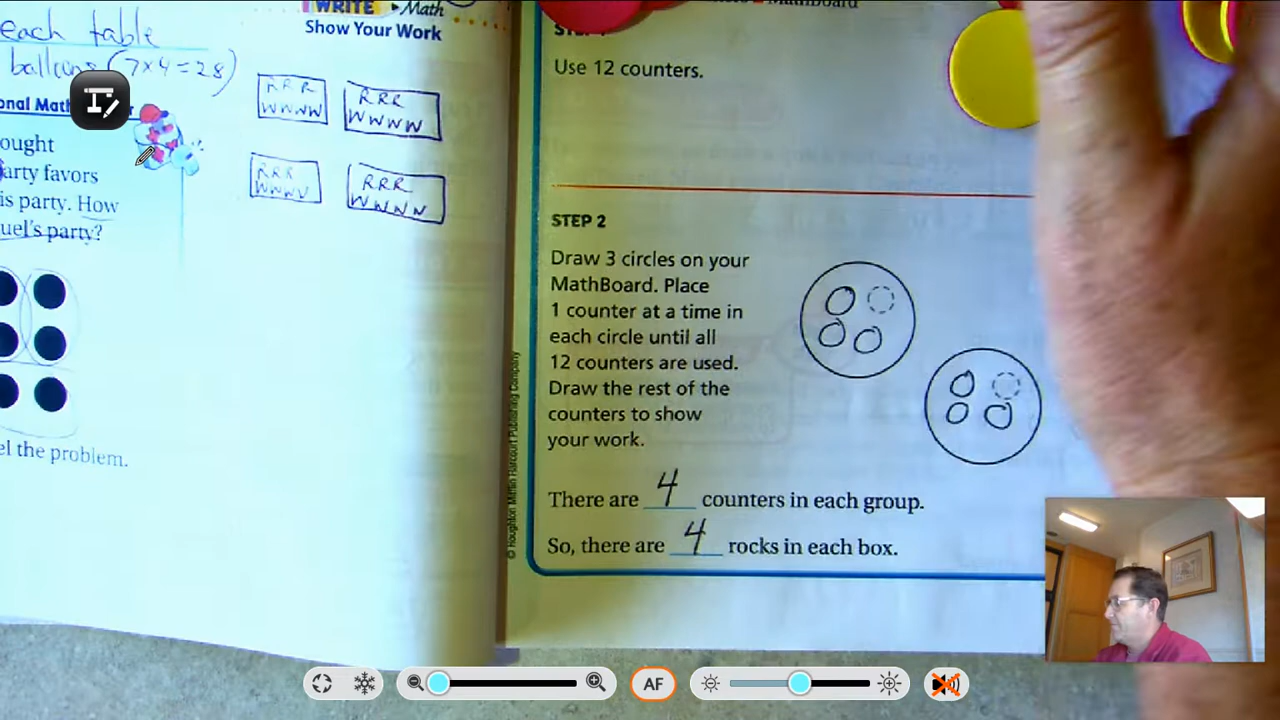 each table
balloons (7x4=28)
onal Math
ought
arty favors
is party. How
uel's party?
el the problem.
WRITE ▸Math
Show Your Work
RRR
WWWW
RRR
WWWW
RRR
WWWW
RRR
WWWW
© Houghton Mifflin Harcourt Publishing Company
MathBoard
Use 12 counters.
STEP 2
Draw 3 circles on your
MathBoard. Place
1 counter at a time in
each circle until all
12 counters are used.
Draw the rest of the
counters to show
your work.
There are 4 counters in each group.
So, there are 4 rocks in each box.
AF